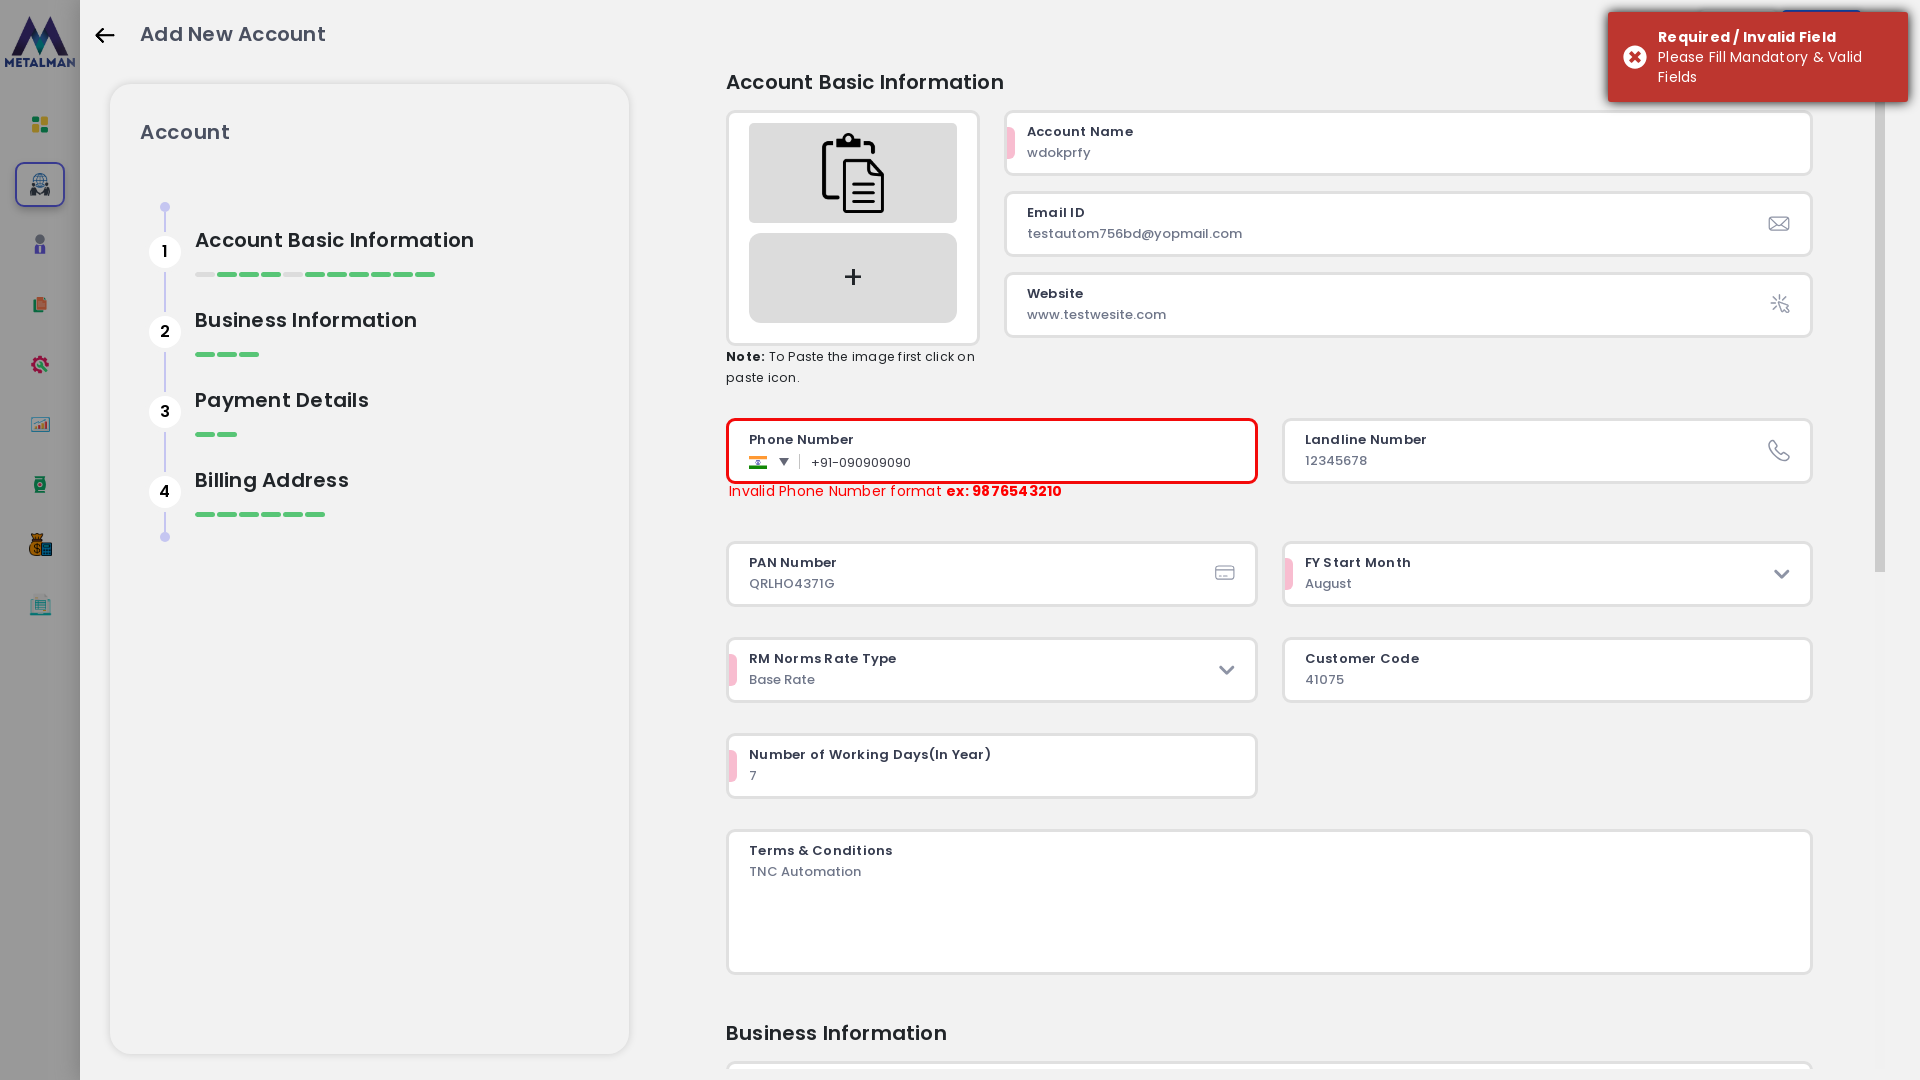 METALMAN
Add New Account
Required / Invalid Field
Please Fill Mandatory & Valid
Fields
Account
1
Account Basic Information
2
Business Information
3
Payment Details
4
Billing Address
Account Basic Information
+
Note: To Paste the image first click on
paste icon.
Account Name
wdokprfy
Email ID
testautom756bd@yopmail.com
Website
www.testwesite.com
Phone Number
+91-090909090
Invalid Phone Number format ex: 9876543210
Landline Number
12345678
PAN Number
QRLHO4371G
FY Start Month
August
RM Norms Rate Type
Base Rate
Customer Code
41075
Number of Working Days(In Year)
7
Terms & Conditions
TNC Automation
Business Information